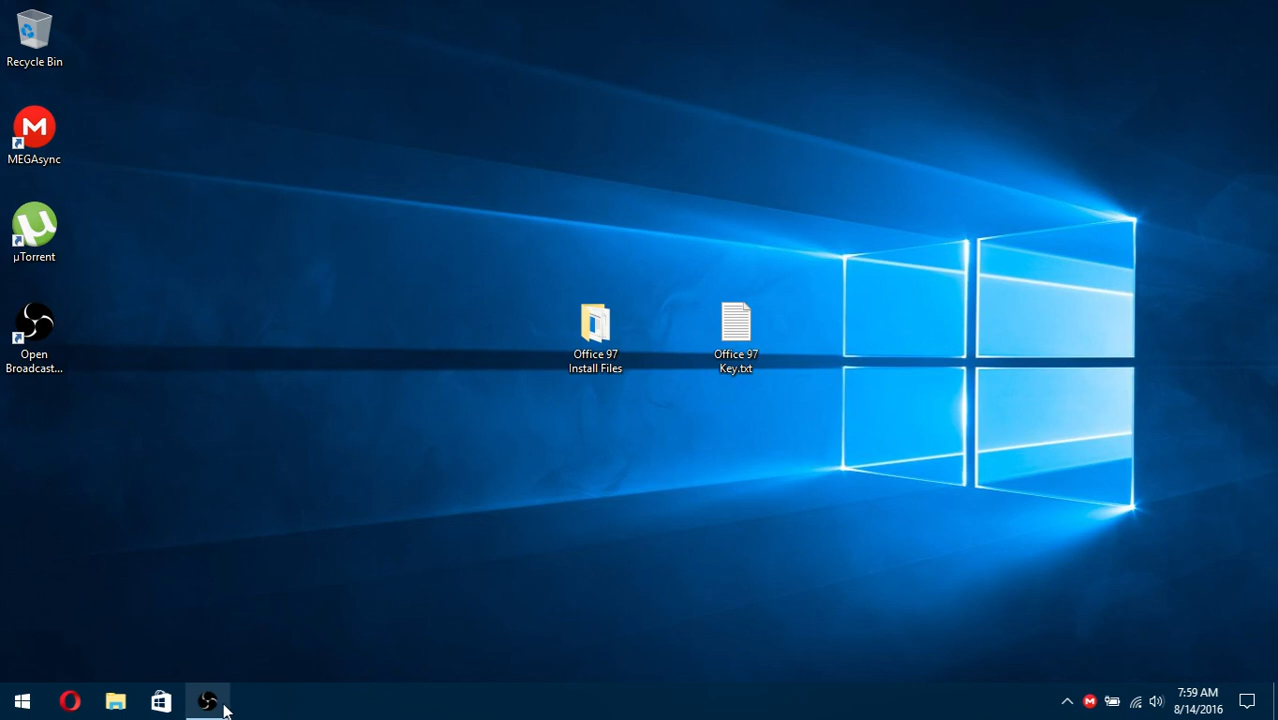 Recycle Bin
MEGAsync
µTorrent
Open
Broadcast...
Office 97
Install Files
Office 97
Key.txt
7:59 AM
8/14/2016